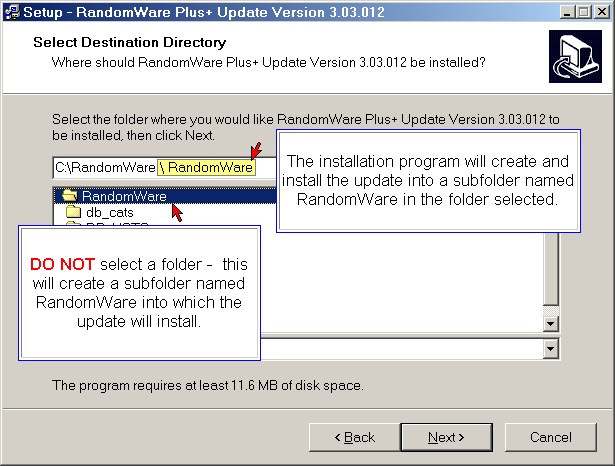 Setup - RandomWare Plus+ Update Version 3.03.012
Select Destination Directory
Where should RandomWare Plus+ Update Version 3.03.012 be installed?
Select the folder where you would like RandomWare Plus+ Update Version 3.03.012 to
be installed, then click Next.
C:\RandomWare \ RandomWare
The installation program will create and
install the update into a subfolder named
RandomWare in the folder selected.
RandomWare
db_cats
DO NOT select a folder - this
will create a subfolder named
RandomWare into which the
update will install.
The program requires at least 11.6 MB of disk space.
< Back
Next >
Cancel